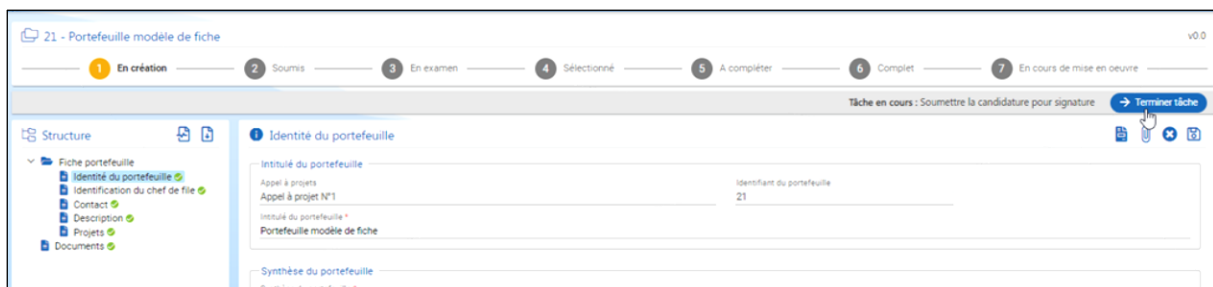 21 - Portefeuille modèle de fiche
v0.0
1 En création 2 Soumis 3 En examen 4 Sélectionné 5 A compléter 6 Complet 7 En cours de mise en oeuvre
Tâche en cours : Soumettre la candidature pour signature → Terminer tâche
Structure
Fiche portefeuille
Identité du portefeuille
Identification du chef de file
Contact
Description
Projets
Documents
Identité du portefeuille
Intitulé du portefeuille
Appel à projets Identifiant du portefeuille
Appel à projet N°1 21
Intitulé du portefeuille *
Portefeuille modèle de fiche
Synthèse du portefeuille